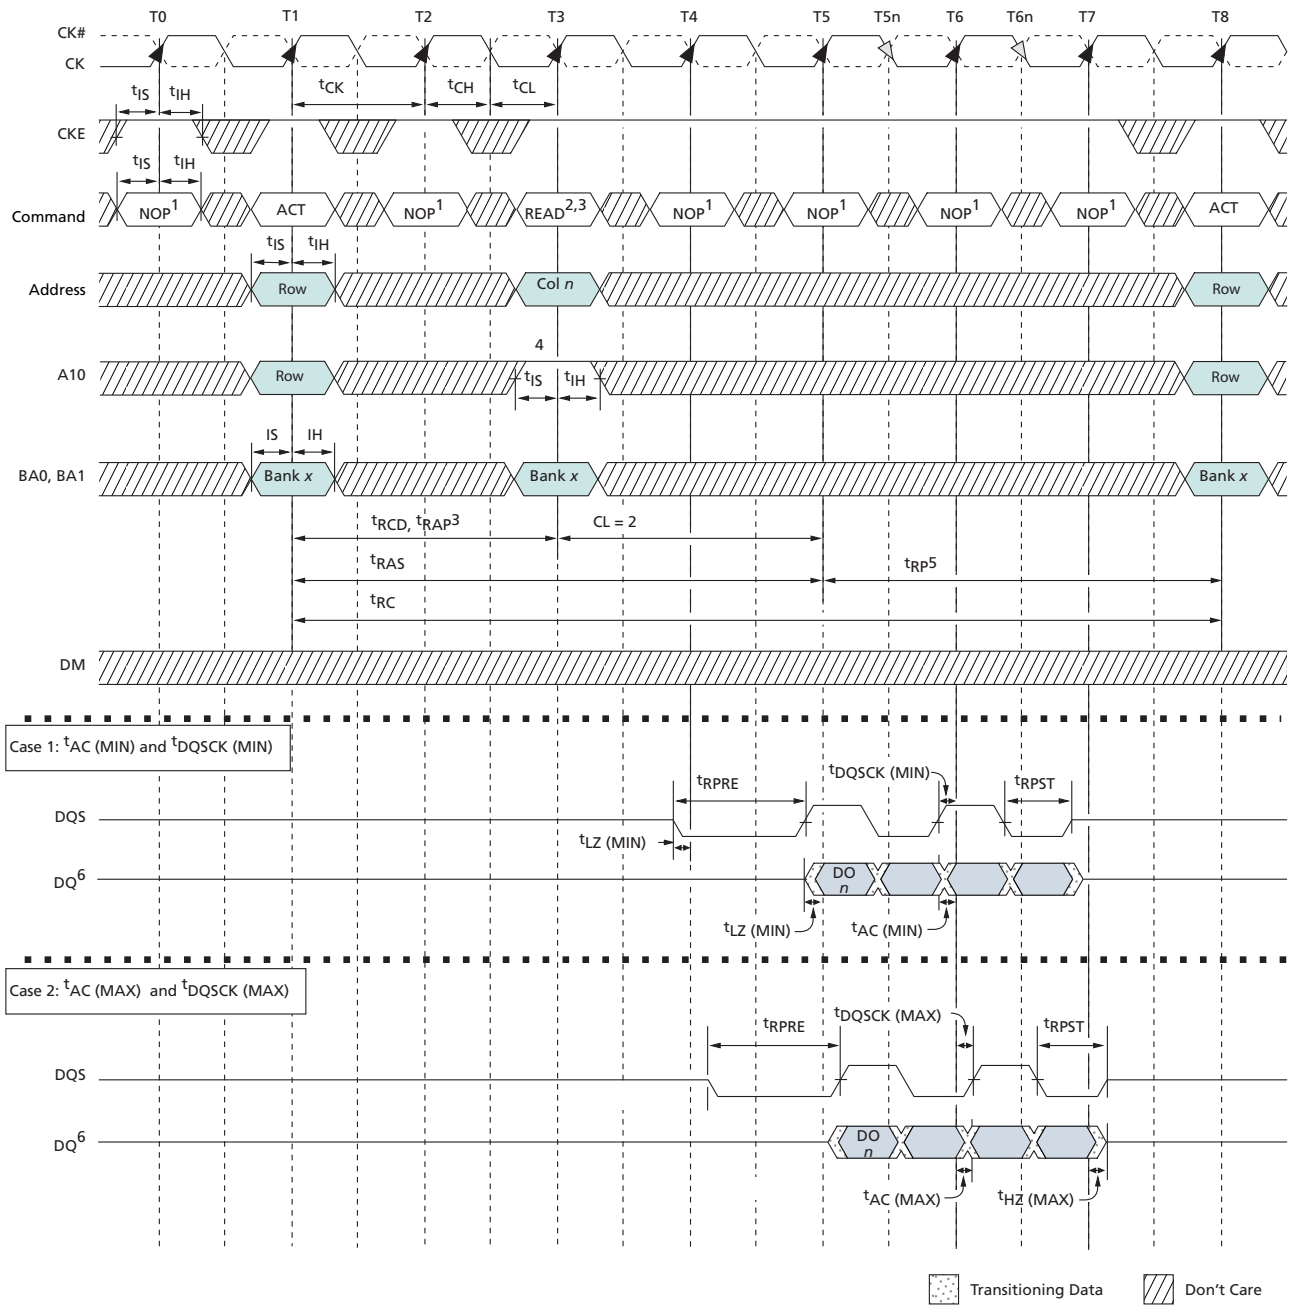 T0 T1 T2 T3 T4 T5 T5n T6 T6n T7 T8
CK#
CK
tIS tIH tCK tCH tCL
CKE
tIS tIH
Command NOP1 ACT NOP1 READ2,3 NOP1 NOP1 NOP1 NOP1 ACT
tIS tIH
Address Row Col n Row
4
A10 Row tIS tIH Row
IS IH
BA0, BA1 Bank x Bank x Bank x
tRCD, tRAP3 CL = 2
tRAS tRP5
tRC
DM
Case 1: tAC (MIN) and tDQSCK (MIN)
tRPRE tDQSCK (MIN) tRPST
DQS
tLZ (MIN)
DQ6 DO n
tLZ (MIN) tAC (MIN)
Case 2: tAC (MAX) and tDQSCK (MAX)
tRPRE tDQSCK (MAX) tRPST
DQS
DQ6 DO n
tAC (MAX) tHZ (MAX)
Transitioning Data Don't Care